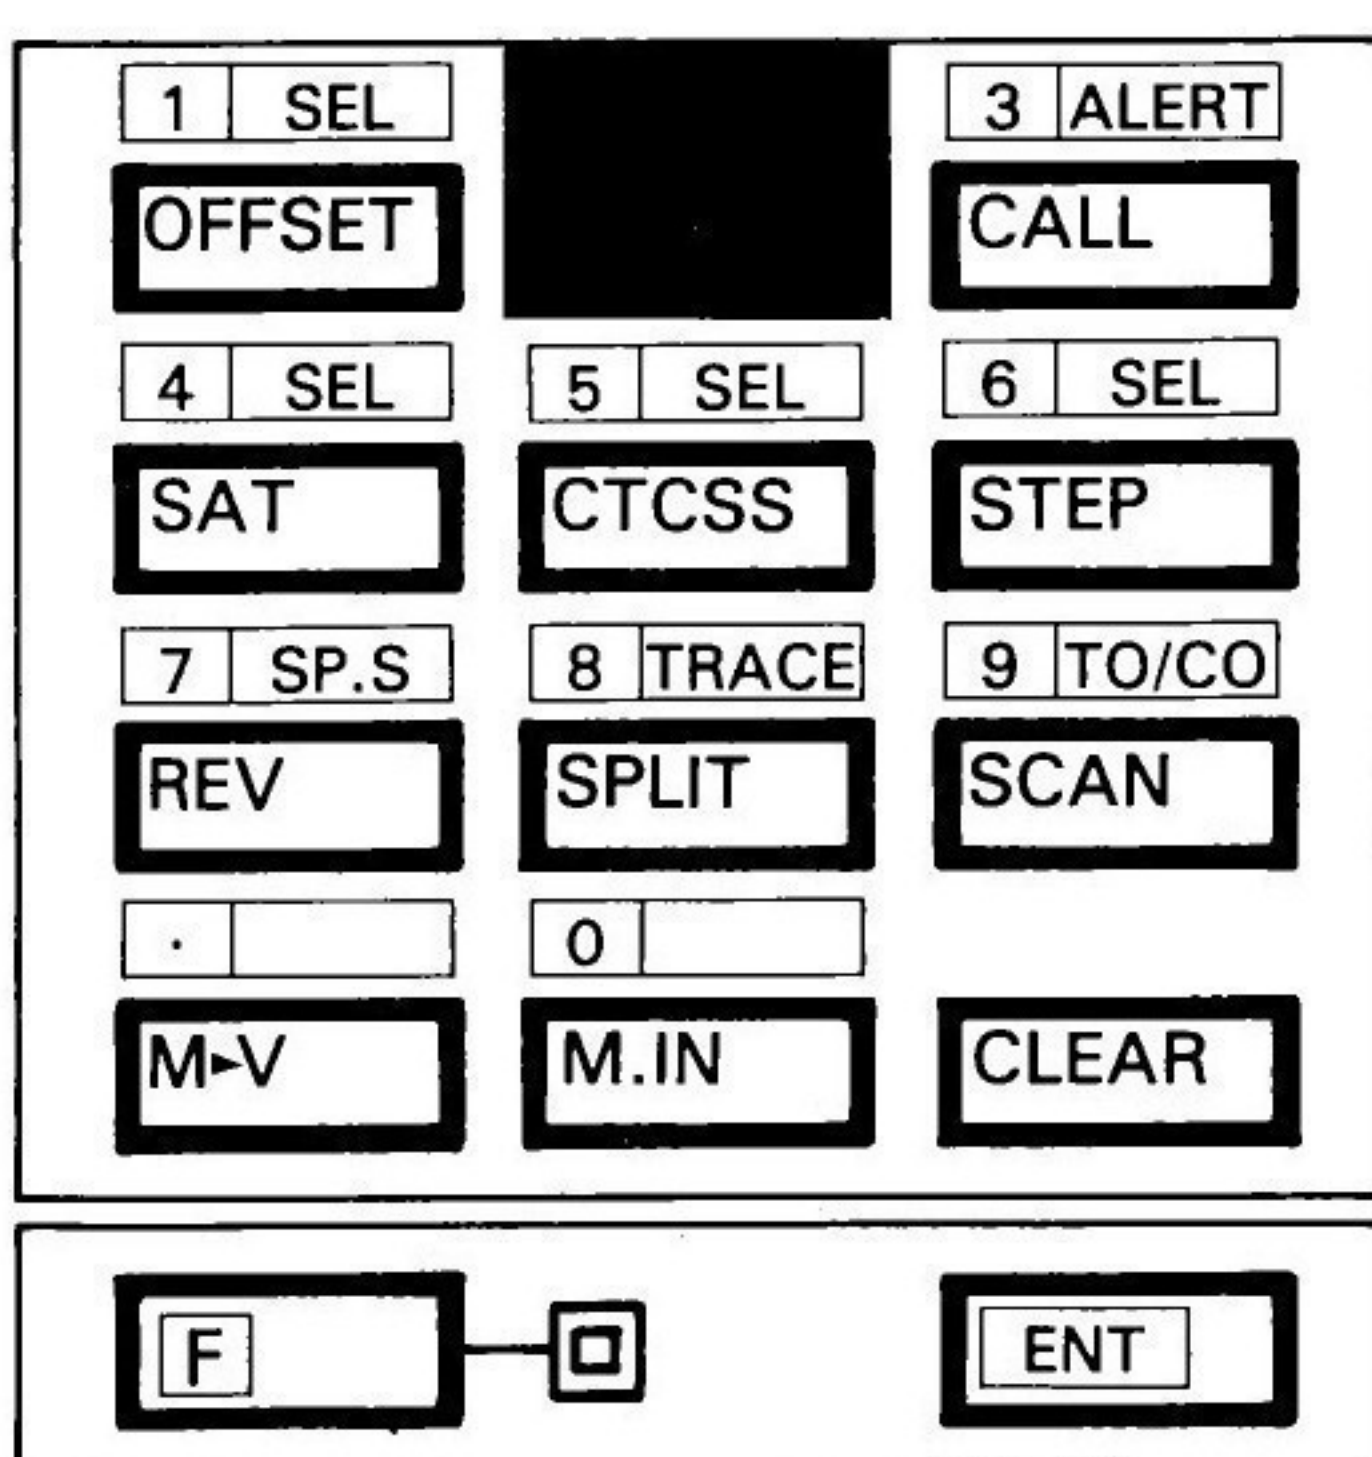 1 SEL
3 ALERT
OFFSET
CALL
4 SEL
5 SEL
6 SEL
SAT
CTCSS
STEP
7 SP.S
8 TRACE
9 TO/CO
REV
SPLIT
SCAN
·
0
M►V
M.IN
CLEAR
F
ENT